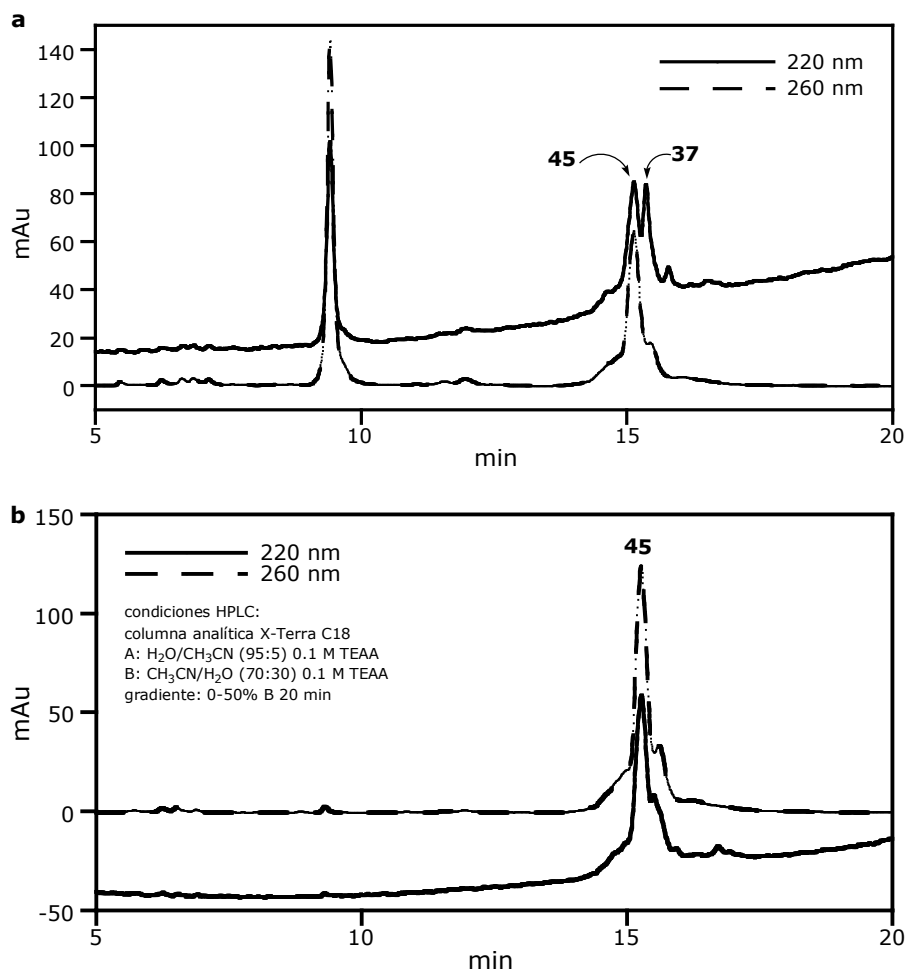 a
140
120
100
80
60
40
20
0
mAu
220 nm
260 nm
45
37
5
10
15
20
min
b
150
100
50
0
-50
mAu
220 nm
260 nm
45
condiciones HPLC:
columna analítica X-Terra C18
A: H₂O/CH₃CN (95:5) 0.1 M TEAA
B: CH₃CN/H₂O (70:30) 0.1 M TEAA
gradiente: 0-50% B 20 min
5
10
15
20
min